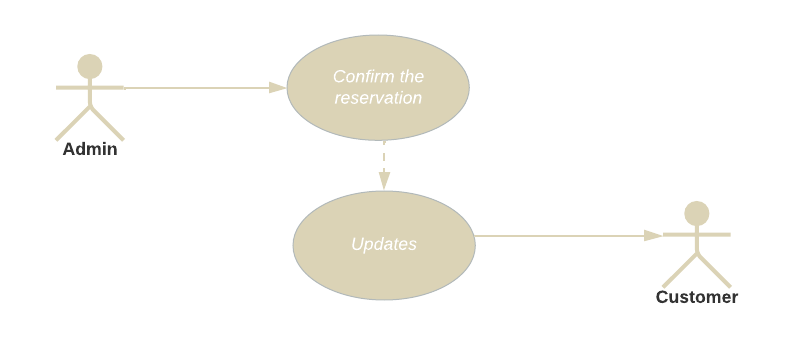 Confirm the
reservation
Admin
Updates
Customer